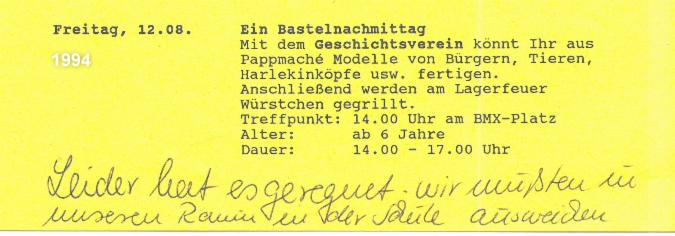 Freitag, 12.08. Ein Bastelnachmittag
1994 Mit dem Geschichtsverein könnt Ihr aus
Pappmaché Modelle von Bürgern, Tieren,
Harlekinköpfe usw. fertigen.
Anschließend werden am Lagerfeuer
Würstchen gegrillt.
Treffpunkt: 14.00 Uhr am BMX-Platz
Alter: ab 6 Jahre
Dauer: 14.00 - 17.00 Uhr
Leider hat es geregnet - wir mußten in
unseren Raum in der Schule ausweichen